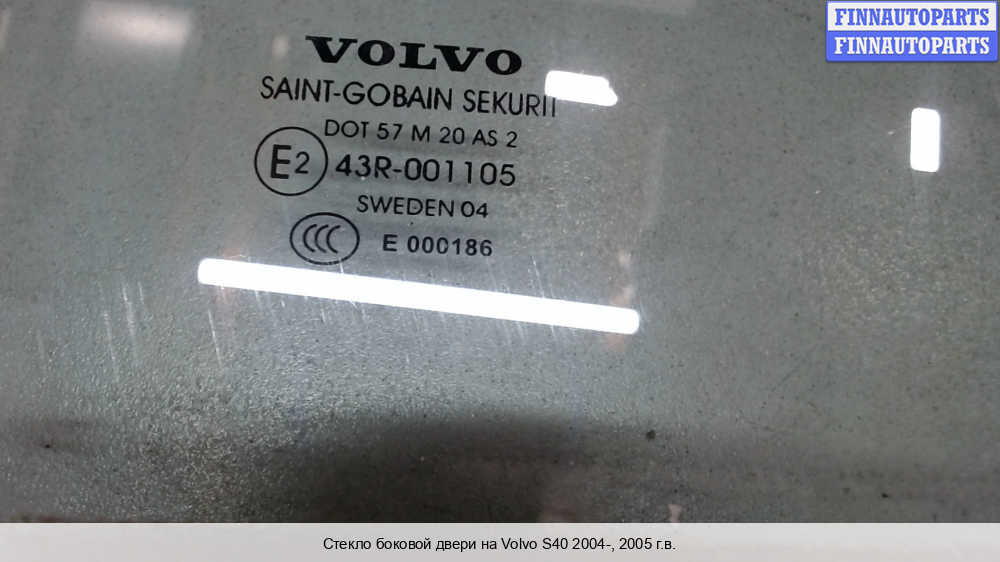 FINNAUTOPARTS
FINNAUTOPARTS
VOLVO
SAINT-GOBAIN SEKURIT
DOT 57 M 20 AS 2
E2 43R-001105
SWEDEN 04
CCC E 000186
Стекло боковой двери на Volvo S40 2004-, 2005 г.в.